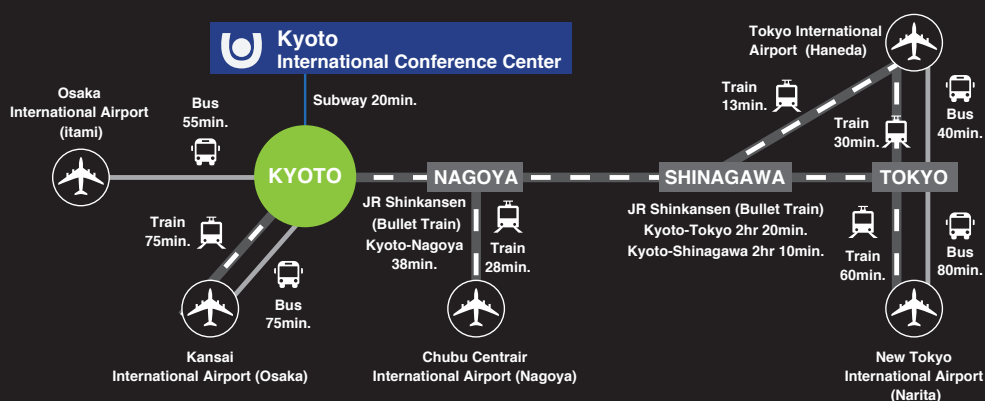 Kyoto
International Conference Center
Subway 20min.
Osaka
International Airport
(itami)
Bus
55min.
KYOTO
Train
75min.
Bus
75min.
Kansai
International Airport (Osaka)
NAGOYA
JR Shinkansen
(Bullet Train)
Kyoto-Nagoya
38min.
Train
28min.
Chubu Centrair
International Airport (Nagoya)
SHINAGAWA
JR Shinkansen (Bullet Train)
Kyoto-Tokyo 2hr 20min.
Kyoto-Shinagawa 2hr 10min.
Tokyo International
Airport (Haneda)
Train
13min.
Train
30min.
Bus
40min.
TOKYO
Train
60min.
Bus
80min.
New Tokyo
International Airport
(Narita)